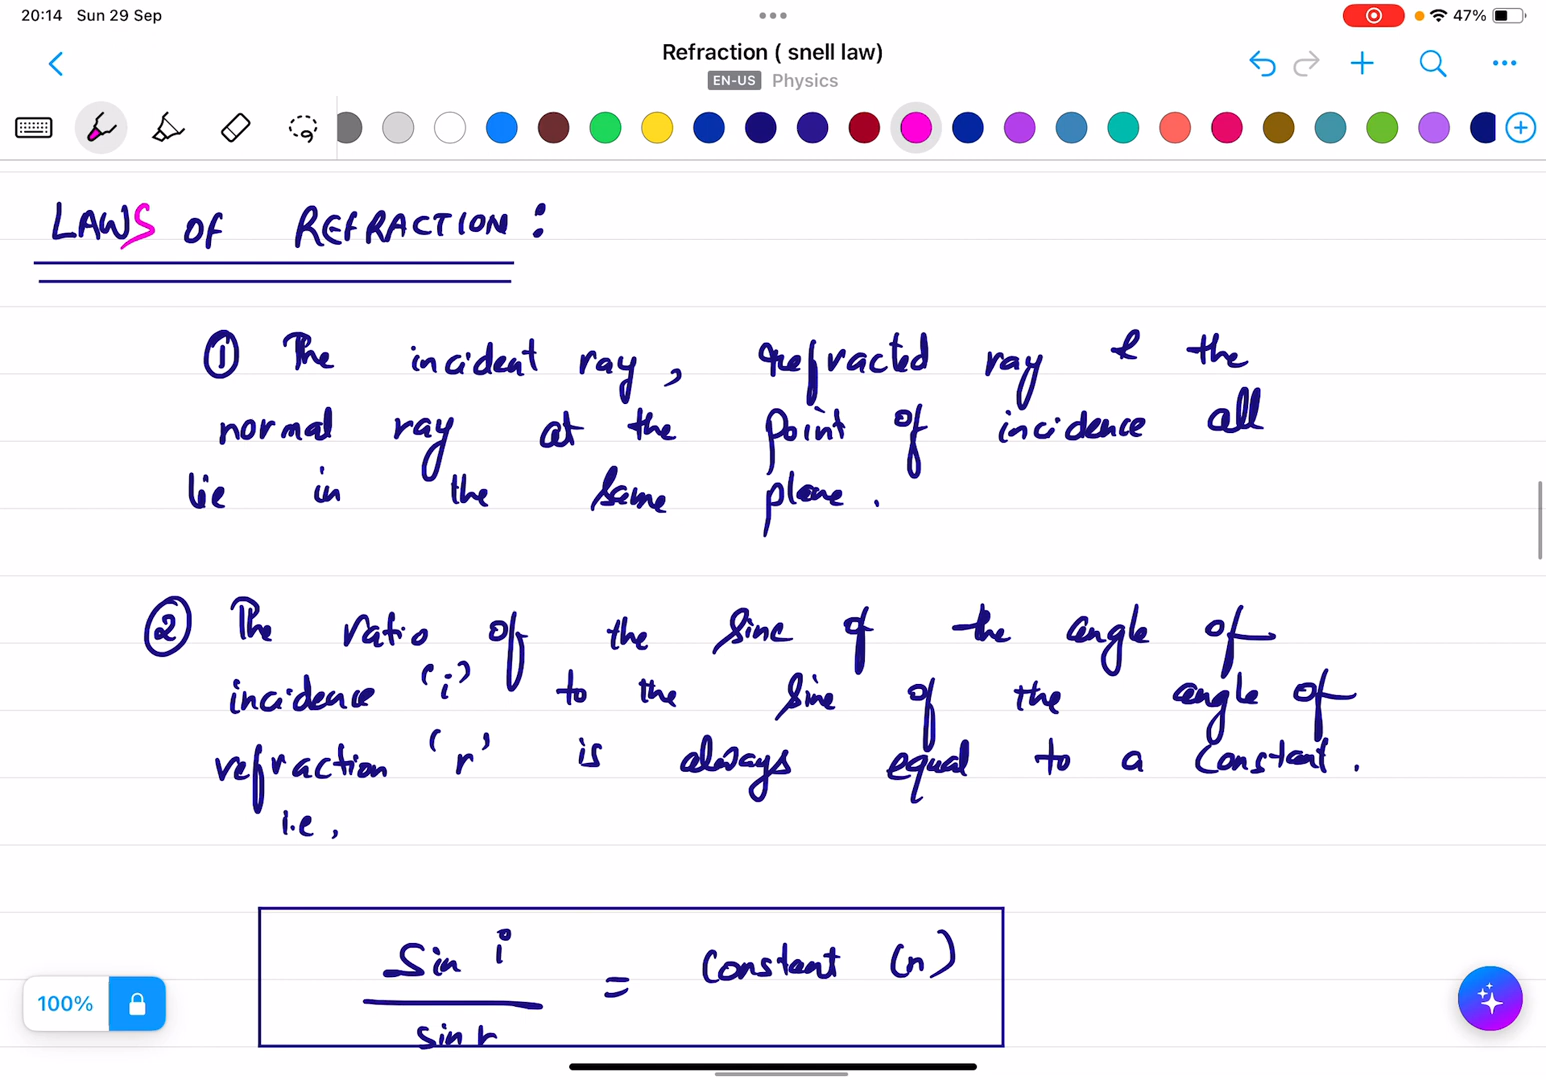 20:14 Sun 29 Sep
47%
Refraction ( snell law)
EN-US Physics
LAWS OF REFRACTION :
① The incident ray, refracted ray & the
normal ray at the point of incidence all
lie in the same plane.
② The ratio of the sine of the angle of
incidence 'i' to the sine of the angle of
refraction 'r' is always equal to a constant.
i.e,
Sin i
= Constant (n)
sin r
100%